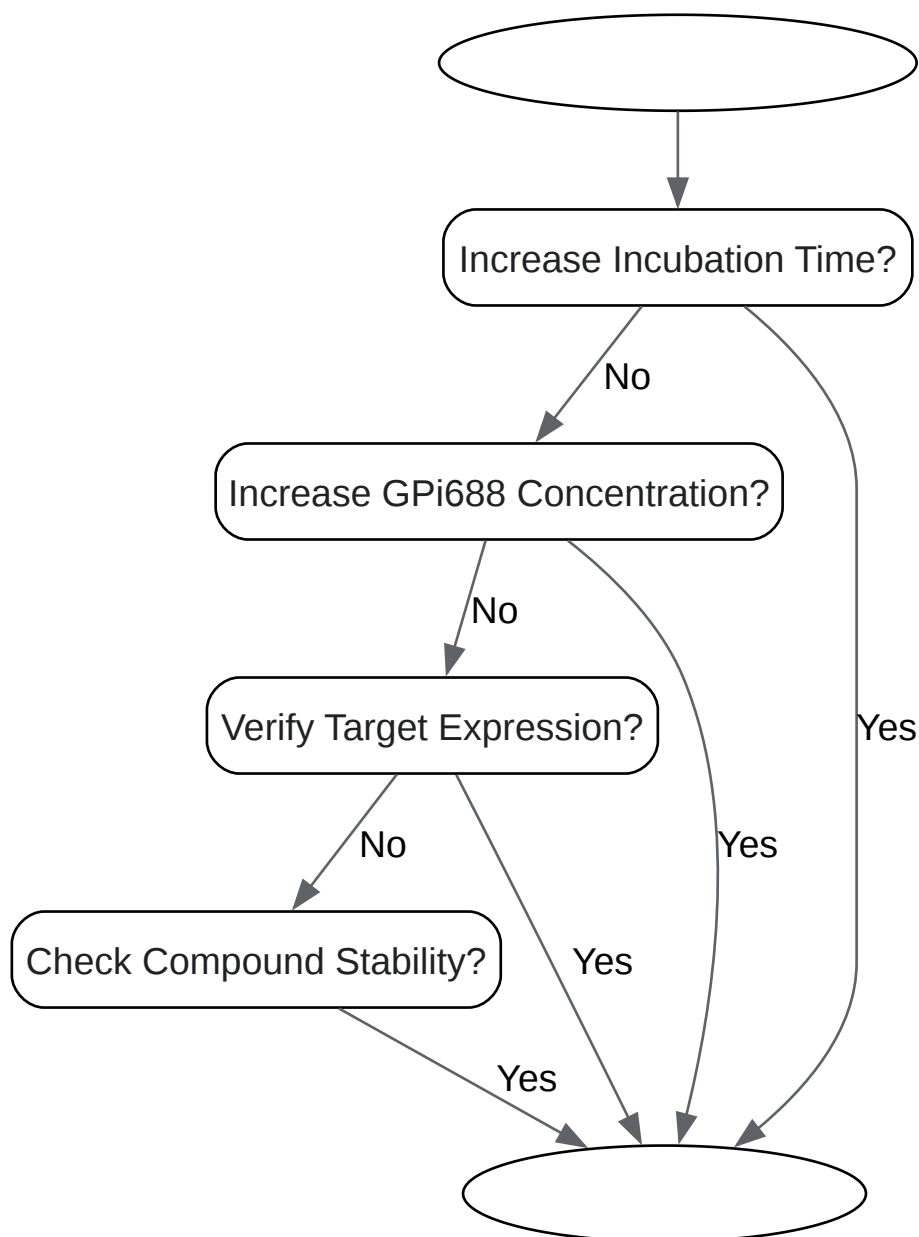 Increase Incubation Time?
No
Increase GPi688 Concentration?
No
Verify Target Expression?
Yes
No
Yes
Check Compound Stability?
Yes
Yes